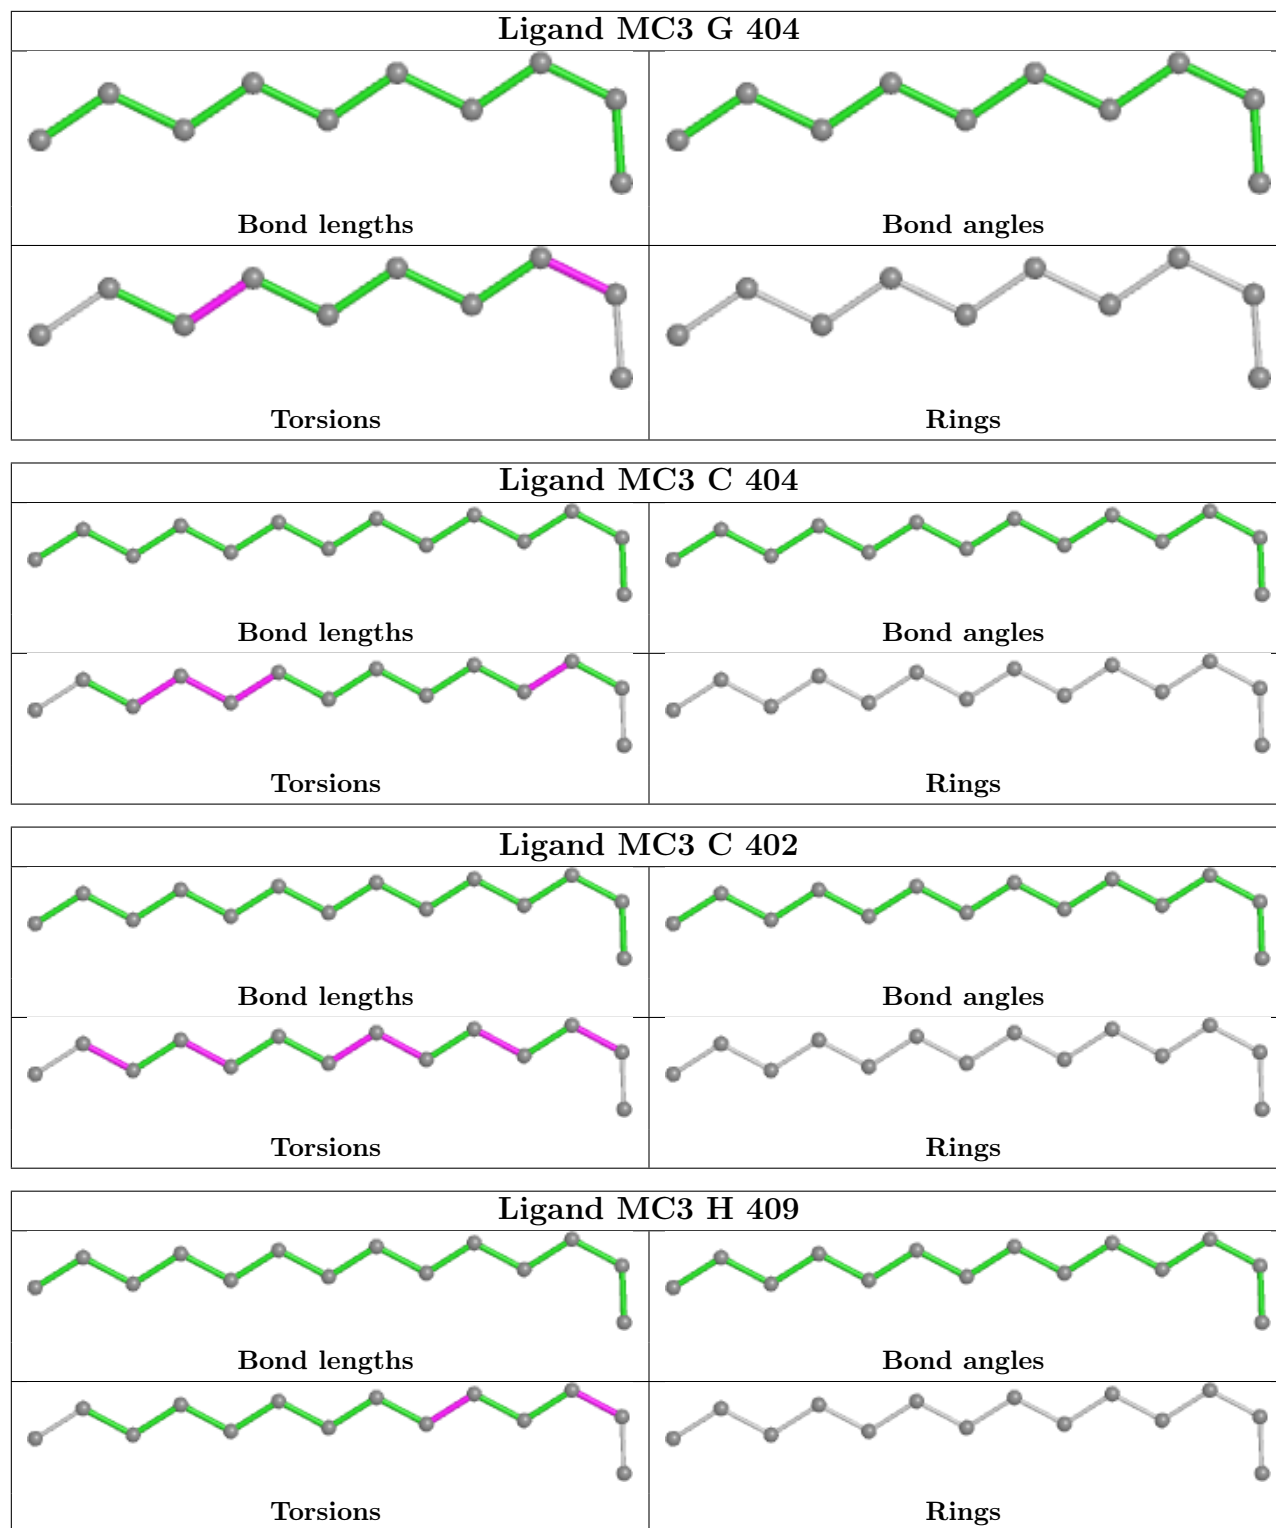 Ligand MC3 G 404
Bond lengths
Bond angles
Torsions
Rings
Ligand MC3 C 404
Bond lengths
Bond angles
Torsions
Rings
Ligand MC3 C 402
Bond lengths
Bond angles
Torsions
Rings
Ligand MC3 H 409
Bond lengths
Bond angles
Torsions
Rings